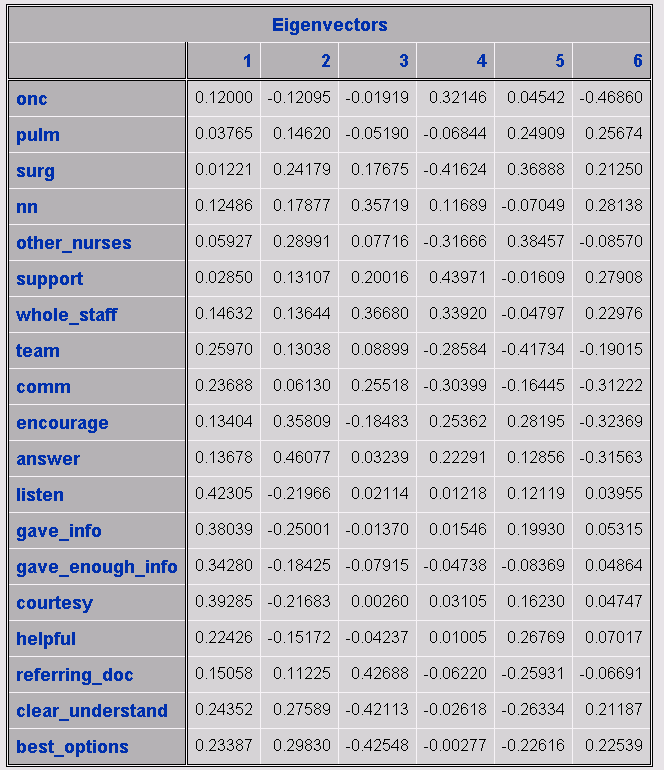 Eigenvectors
1 2 3 4 5 6
onc 0.12000 -0.12095 -0.01919 0.32146 0.04542 -0.46860
pulm 0.03765 0.14620 -0.05190 -0.06844 0.24909 0.25674
surg 0.01221 0.24179 0.17675 -0.41624 0.36888 0.21250
nn 0.12486 0.17877 0.35719 0.11689 -0.07049 0.28138
other_nurses 0.05927 0.28991 0.07716 -0.31666 0.38457 -0.08570
support 0.02850 0.13107 0.20016 0.43971 -0.01609 0.27908
whole_staff 0.14632 0.13644 0.36680 0.33920 -0.04797 0.22976
team 0.25970 0.13038 0.08899 -0.28584 -0.41734 -0.19015
comm 0.23688 0.06130 0.25518 -0.30399 -0.16445 -0.31222
encourage 0.13404 0.35809 -0.18483 0.25362 0.28195 -0.32369
answer 0.13678 0.46077 0.03239 0.22291 0.12856 -0.31563
listen 0.42305 -0.21966 0.02114 0.01218 0.12119 0.03955
gave_info 0.38039 -0.25001 -0.01370 0.01546 0.19930 0.05315
gave_enough_info 0.34280 -0.18425 -0.07915 -0.04738 -0.08369 0.04864
courtesy 0.39285 -0.21683 0.00260 0.03105 0.16230 0.04747
helpful 0.22426 -0.15172 -0.04237 0.01005 0.26769 0.07017
referring_doc 0.15058 0.11225 0.42688 -0.06220 -0.25931 -0.06691
clear_understand 0.24352 0.27589 -0.42113 -0.02618 -0.26334 0.21187
best_options 0.23387 0.29830 -0.42548 -0.00277 -0.22616 0.22539